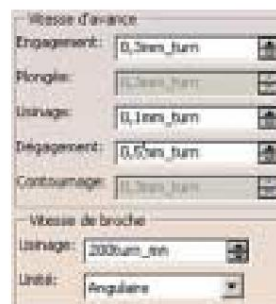 Vitesse d'avance
Engagement: 0,3mm_turn
Plongée: 0,3mm_turn
Usinage: 0,1mm_turn
Dégagement: 0,5mm_turn
Contournage: 0,3mm_turn
Vitesse de broche
Usinage: 200turn_mn
Unité: Angulaire